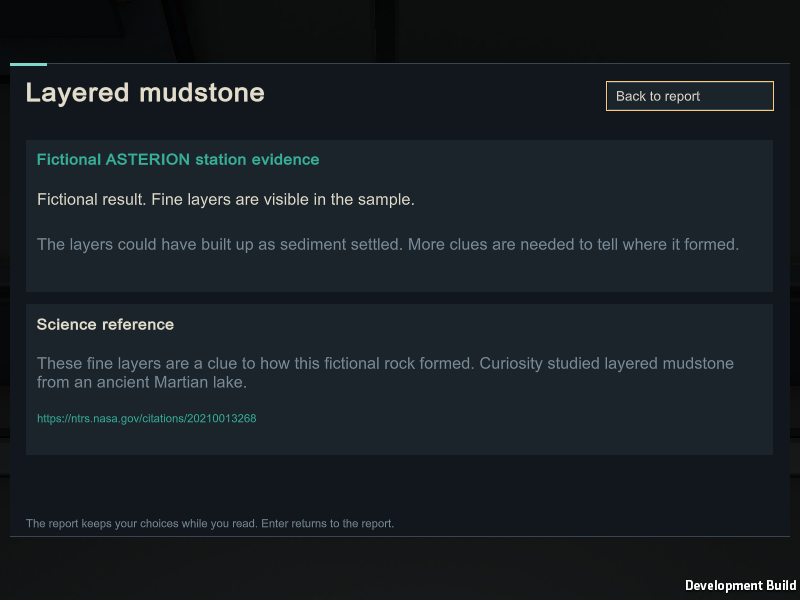 Layered mudstone
Back to report
Fictional ASTERION station evidence
Fictional result. Fine layers are visible in the sample.
The layers could have built up as sediment settled. More clues are needed to tell where it formed.
Science reference
These fine layers are a clue to how this fictional rock formed. Curiosity studied layered mudstone
from an ancient Martian lake.
https://ntrs.nasa.gov/citations/20210013268
The report keeps your choices while you read. Enter returns to the report.
Development Build